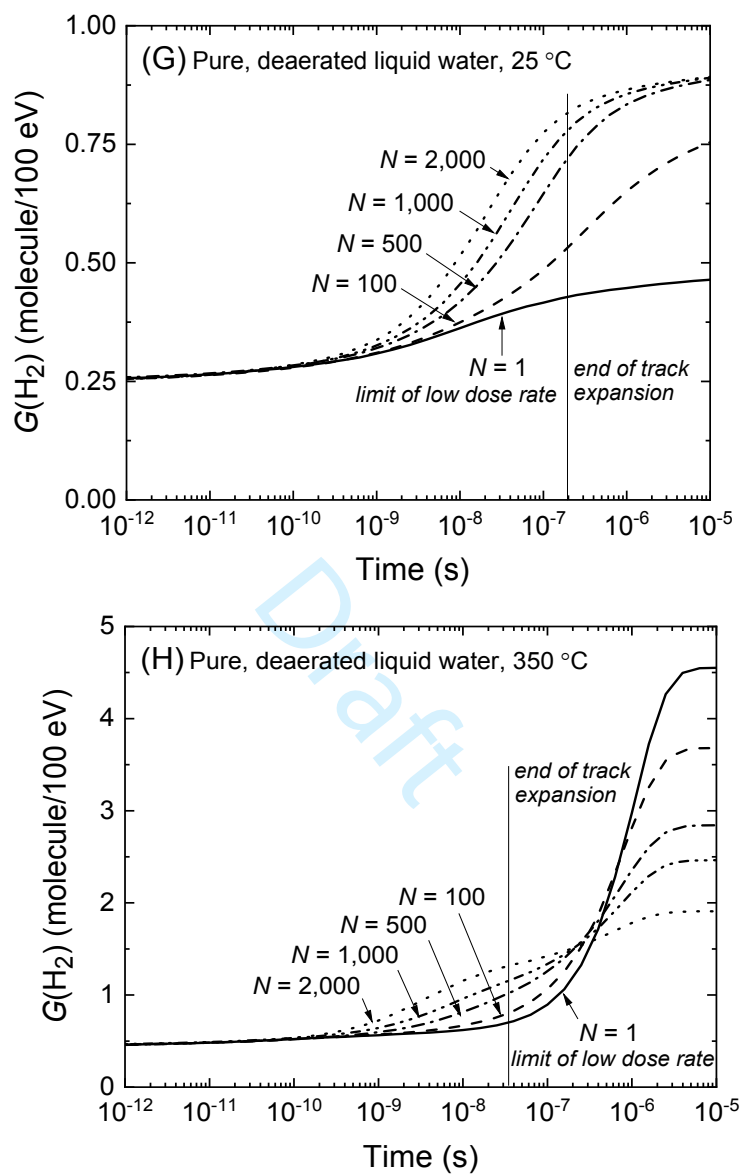 (G) Pure, deaerated liquid water, 25 °C
G(H₂) (molecule/100 eV)
1.00
0.75
0.50
0.25
0.00
N = 2,000
N = 1,000
N = 500
N = 100
N = 1
limit of low dose rate
end of track
expansion
10⁻¹² 10⁻¹¹ 10⁻¹⁰ 10⁻⁹ 10⁻⁸ 10⁻⁷ 10⁻⁶ 10⁻⁵
Time (s)
Draft
(H) Pure, deaerated liquid water, 350 °C
G(H₂) (molecule/100 eV)
5
4
3
2
1
0
end of track
expansion
N = 100
N = 500
N = 1,000
N = 2,000
N = 1
limit of low dose rate
10⁻¹² 10⁻¹¹ 10⁻¹⁰ 10⁻⁹ 10⁻⁸ 10⁻⁷ 10⁻⁶ 10⁻⁵
Time (s)